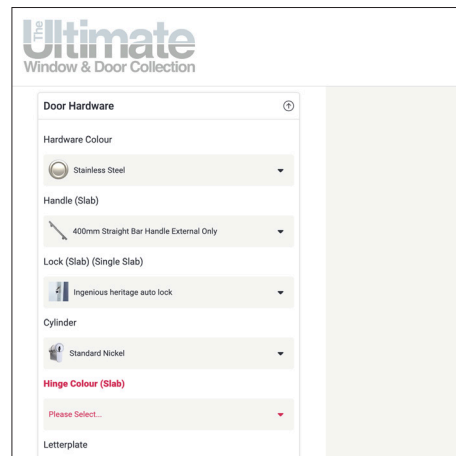 The
Ultimate
Window & Door Collection
Door Hardware
Hardware Colour
Stainless Steel
Handle (Slab)
400mm Straight Bar Handle External Only
Lock (Slab) (Single Slab)
Ingenious heritage auto lock
Cylinder
Standard Nickel
Hinge Colour (Slab)
Please Select...
Letterplate